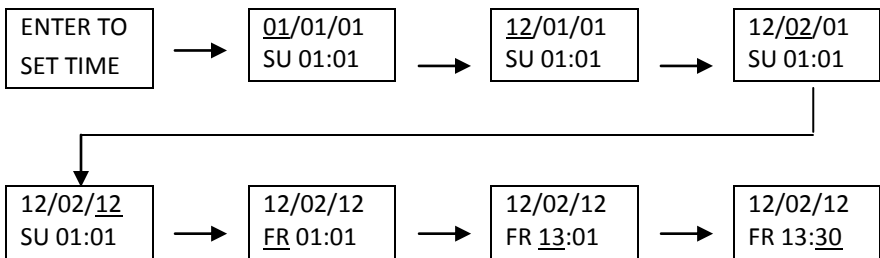 ENTER TO
SET TIME
01/01/01
SU 01:01
12/01/01
SU 01:01
12/02/01
SU 01:01
12/02/12
SU 01:01
12/02/12
FR 01:01
12/02/12
FR 13:01
12/02/12
FR 13:30